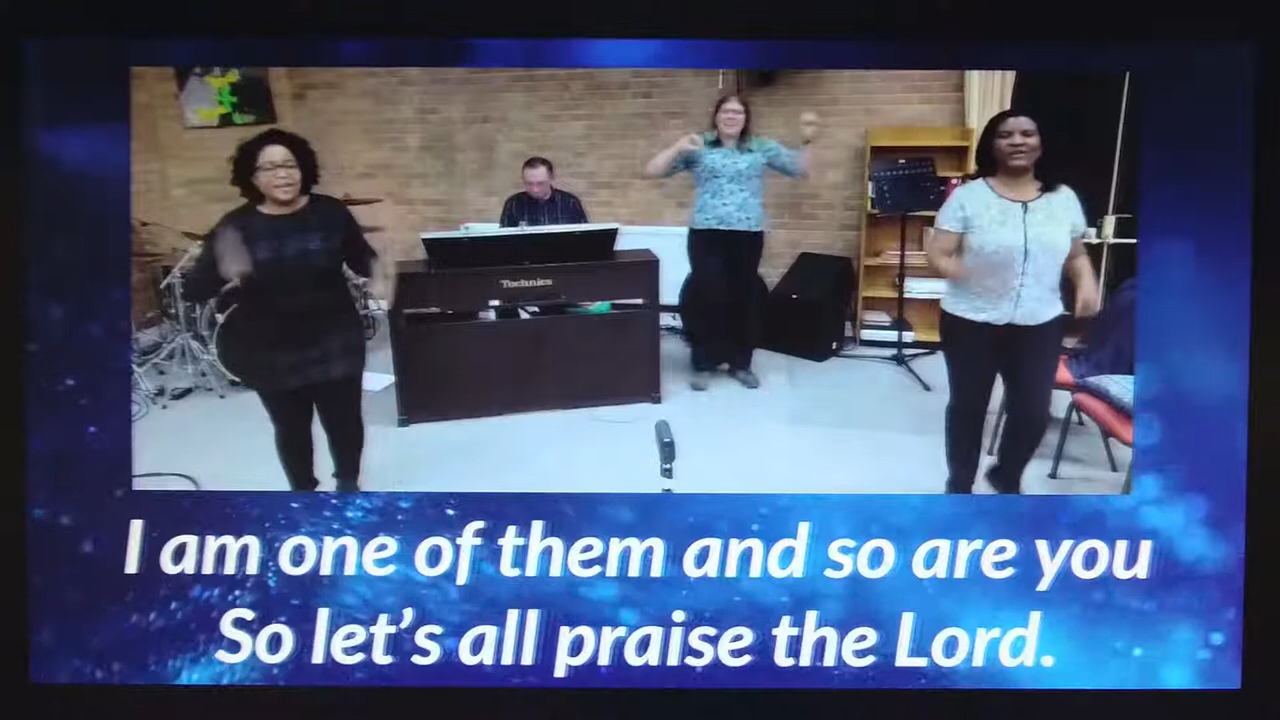 Technics
I am one of them and so are you
So let's all praise the Lord.